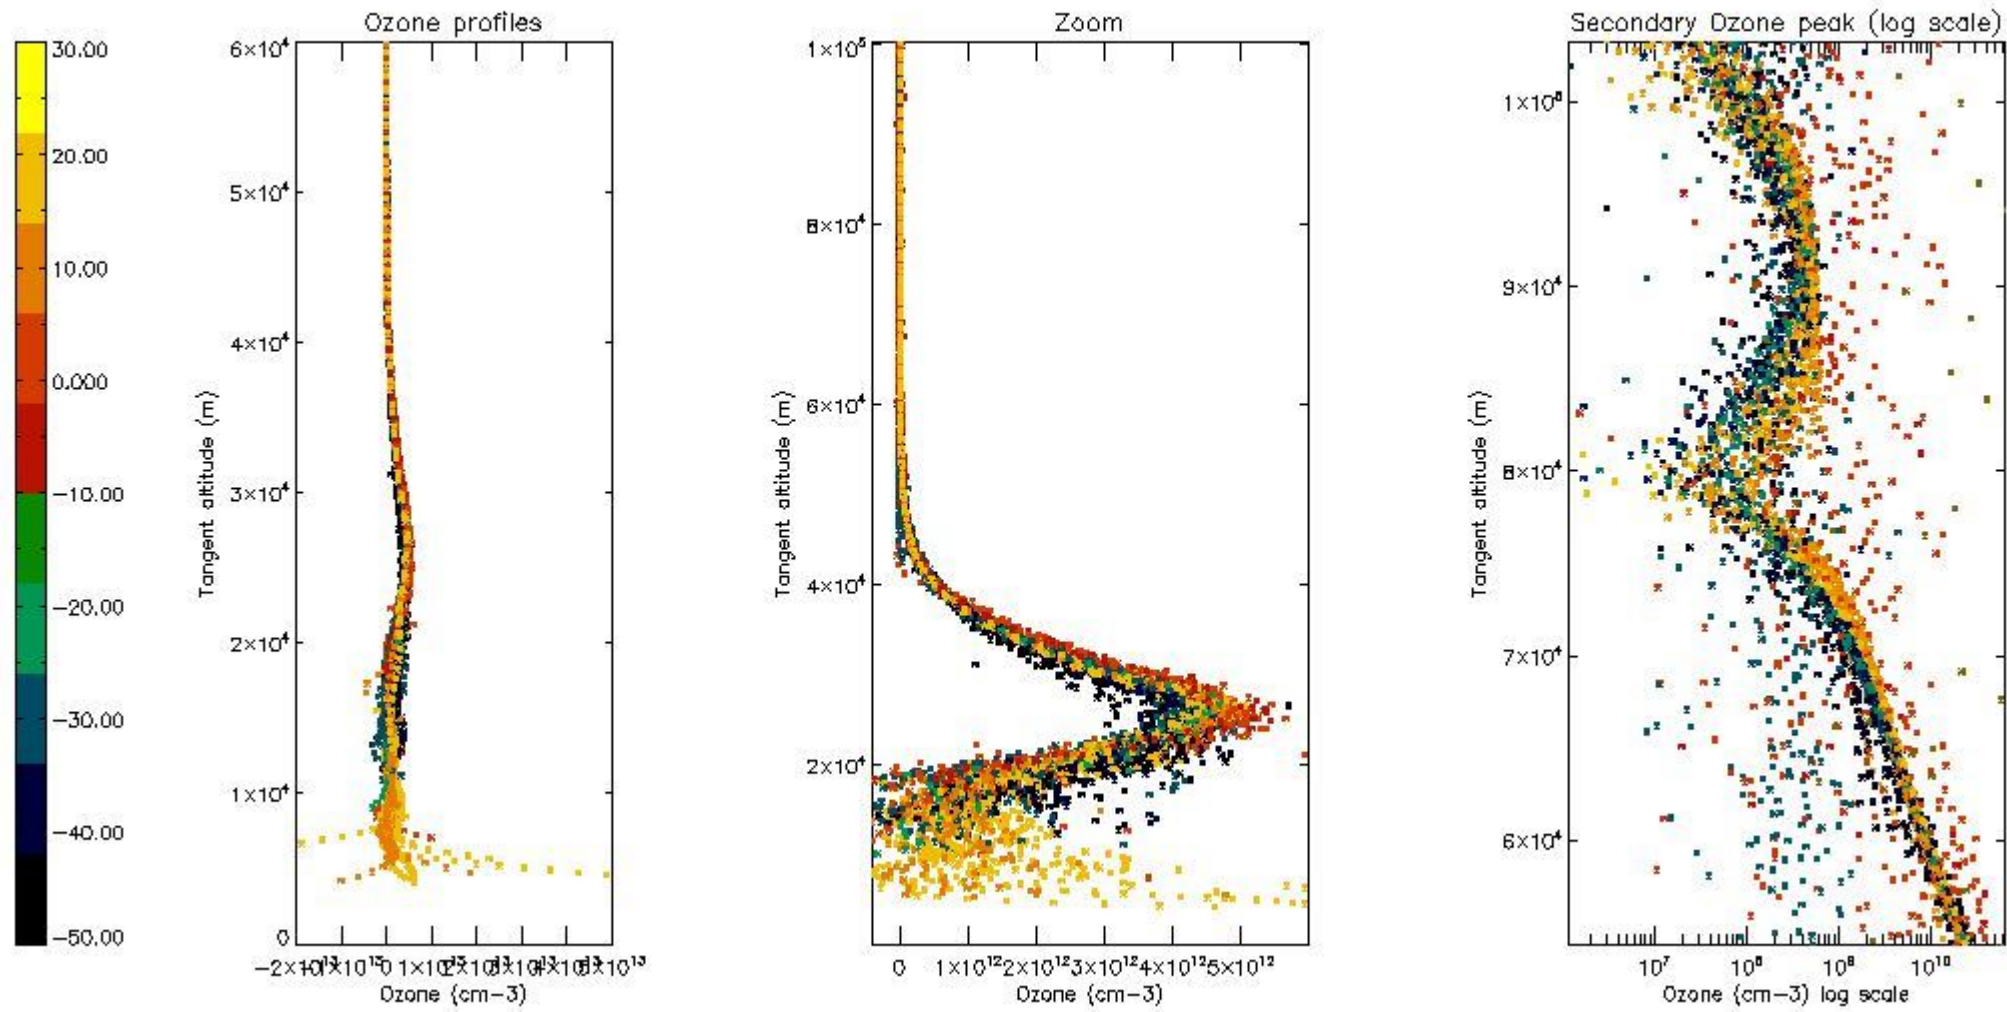 Ozone profiles
Zoom
Secondary Ozone peak (log scale)
30.00
20.00
10.00
0.000
−10.00
−20.00
−30.00
−40.00
−50.00
6×10⁴
5×10⁴
4×10⁴
3×10⁴
2×10⁴
1×10⁴
0
Tangent altitude (m)
Ozone (cm−3)
1×10⁵
8×10⁴
6×10⁴
4×10⁴
2×10⁴
Tangent altitude (m)
0 1×10¹² 2×10¹² 3×10¹² 4×10¹² 5×10¹²
Ozone (cm−3)
1×10⁵
9×10⁴
8×10⁴
7×10⁴
6×10⁴
Tangent altitude (m)
10⁷ 10⁸ 10⁹ 10¹⁰
Ozone (cm−3) log scale